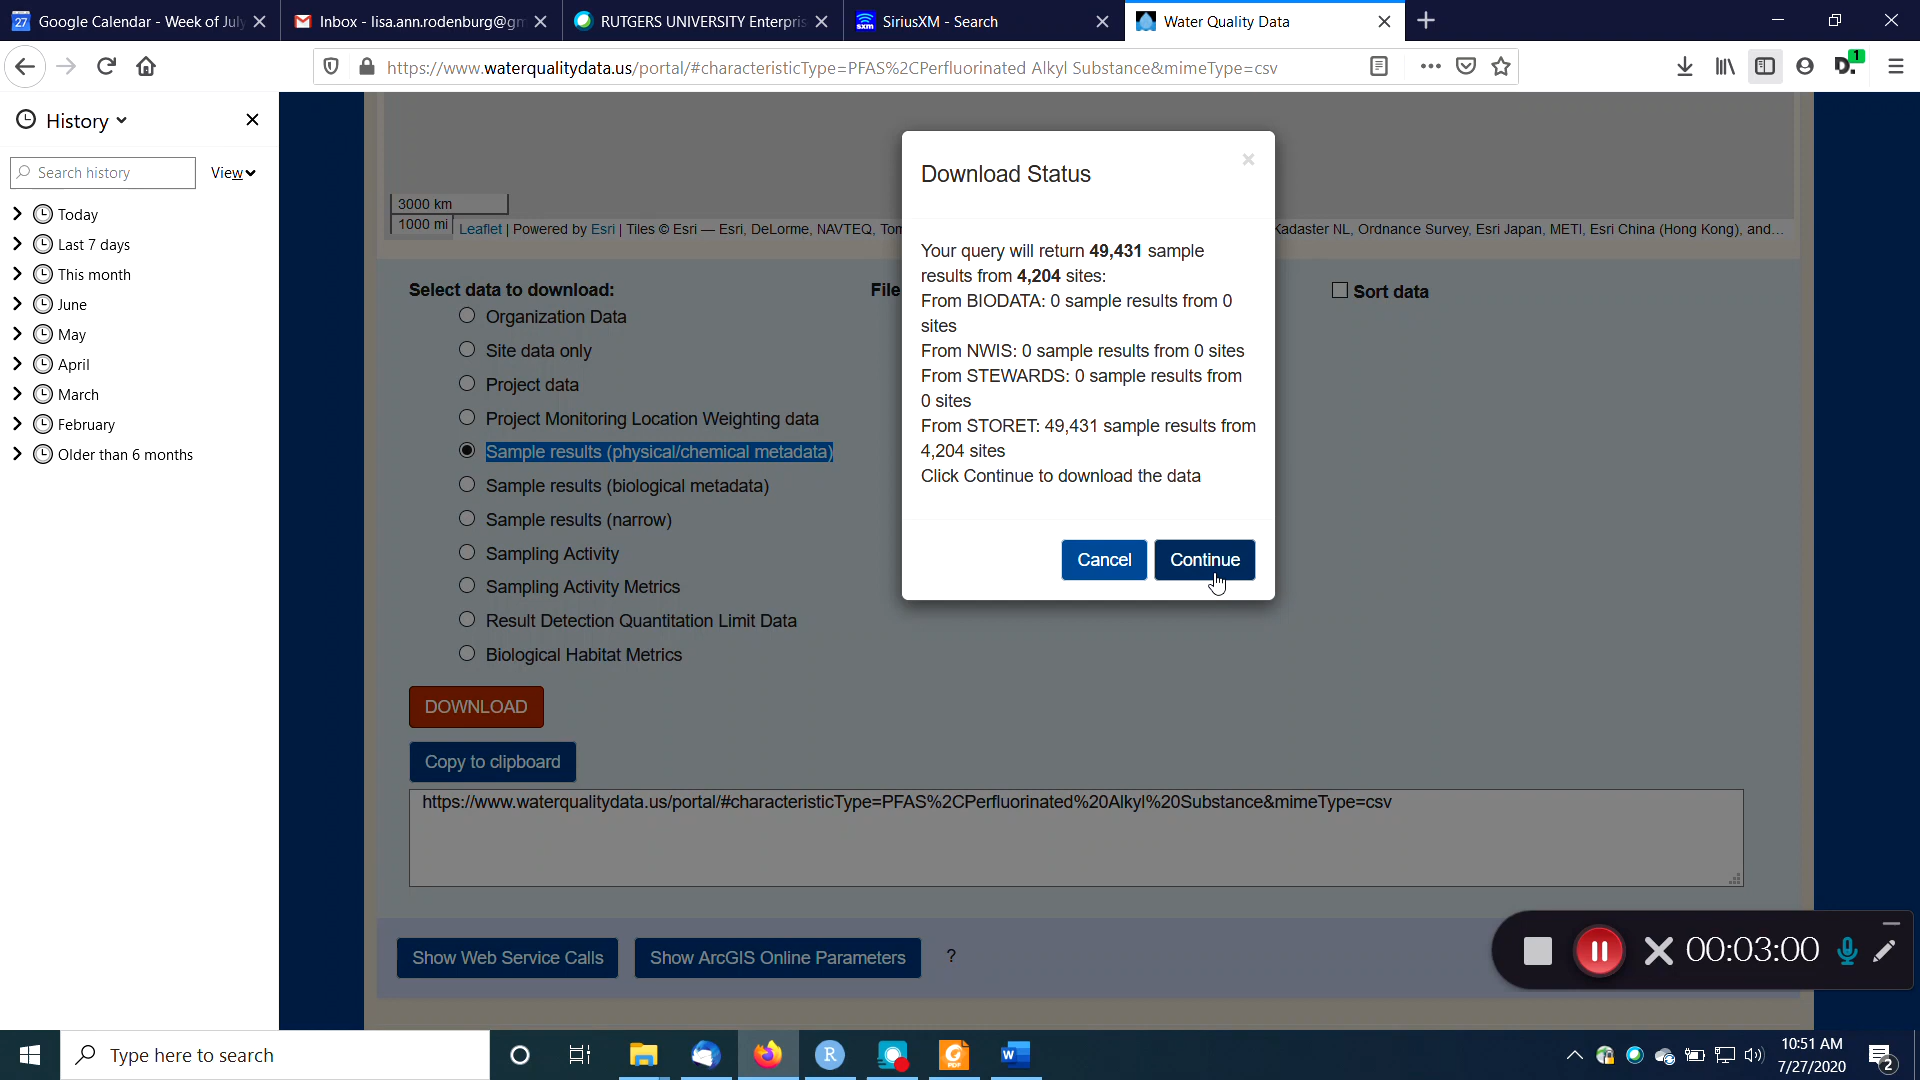 27 Google Calendar - Week of July
Inbox - lisa.ann.rodenburg@gm
RUTGERS UNIVERSITY Enterpris
sxm SiriusXM - Search
Water Quality Data
https://www.waterqualitydata.us/portal/#characteristicType=PFAS%2CPerfluorinated Alkyl Substance&mimeType=csv
D. 1
History
Search history
View
Today
Last 7 days
This month
June
May
April
March
February
Older than 6 months
3000 km
1000 mi
Leaflet | Powered by Esri | Tiles © Esri — Esri, DeLorme, NAVTEQ, Tom
Kadaster NL, Ordnance Survey, Esri Japan, METI, Esri China (Hong Kong), and...
Select data to download:
Organization Data
Site data only
Project data
Project Monitoring Location Weighting data
Sample results (physical/chemical metadata)
Sample results (biological metadata)
Sample results (narrow)
Sampling Activity
Sampling Activity Metrics
Result Detection Quantitation Limit Data
Biological Habitat Metrics
File
Sort data
Download Status
×
Your query will return 49,431 sample
results from 4,204 sites:
From BIODATA: 0 sample results from 0
sites
From NWIS: 0 sample results from 0 sites
From STEWARDS: 0 sample results from
0 sites
From STORET: 49,431 sample results from
4,204 sites
Click Continue to download the data
Cancel
Continue
DOWNLOAD
Copy to clipboard
https://www.waterqualitydata.us/portal/#characteristicType=PFAS%2CPerfluorinated%20Alkyl%20Substance&mimeType=csv
Show Web Service Calls
Show ArcGIS Online Parameters
?
00:03:00
Type here to search
R
G PDF
W
10:51 AM
7/27/2020
2